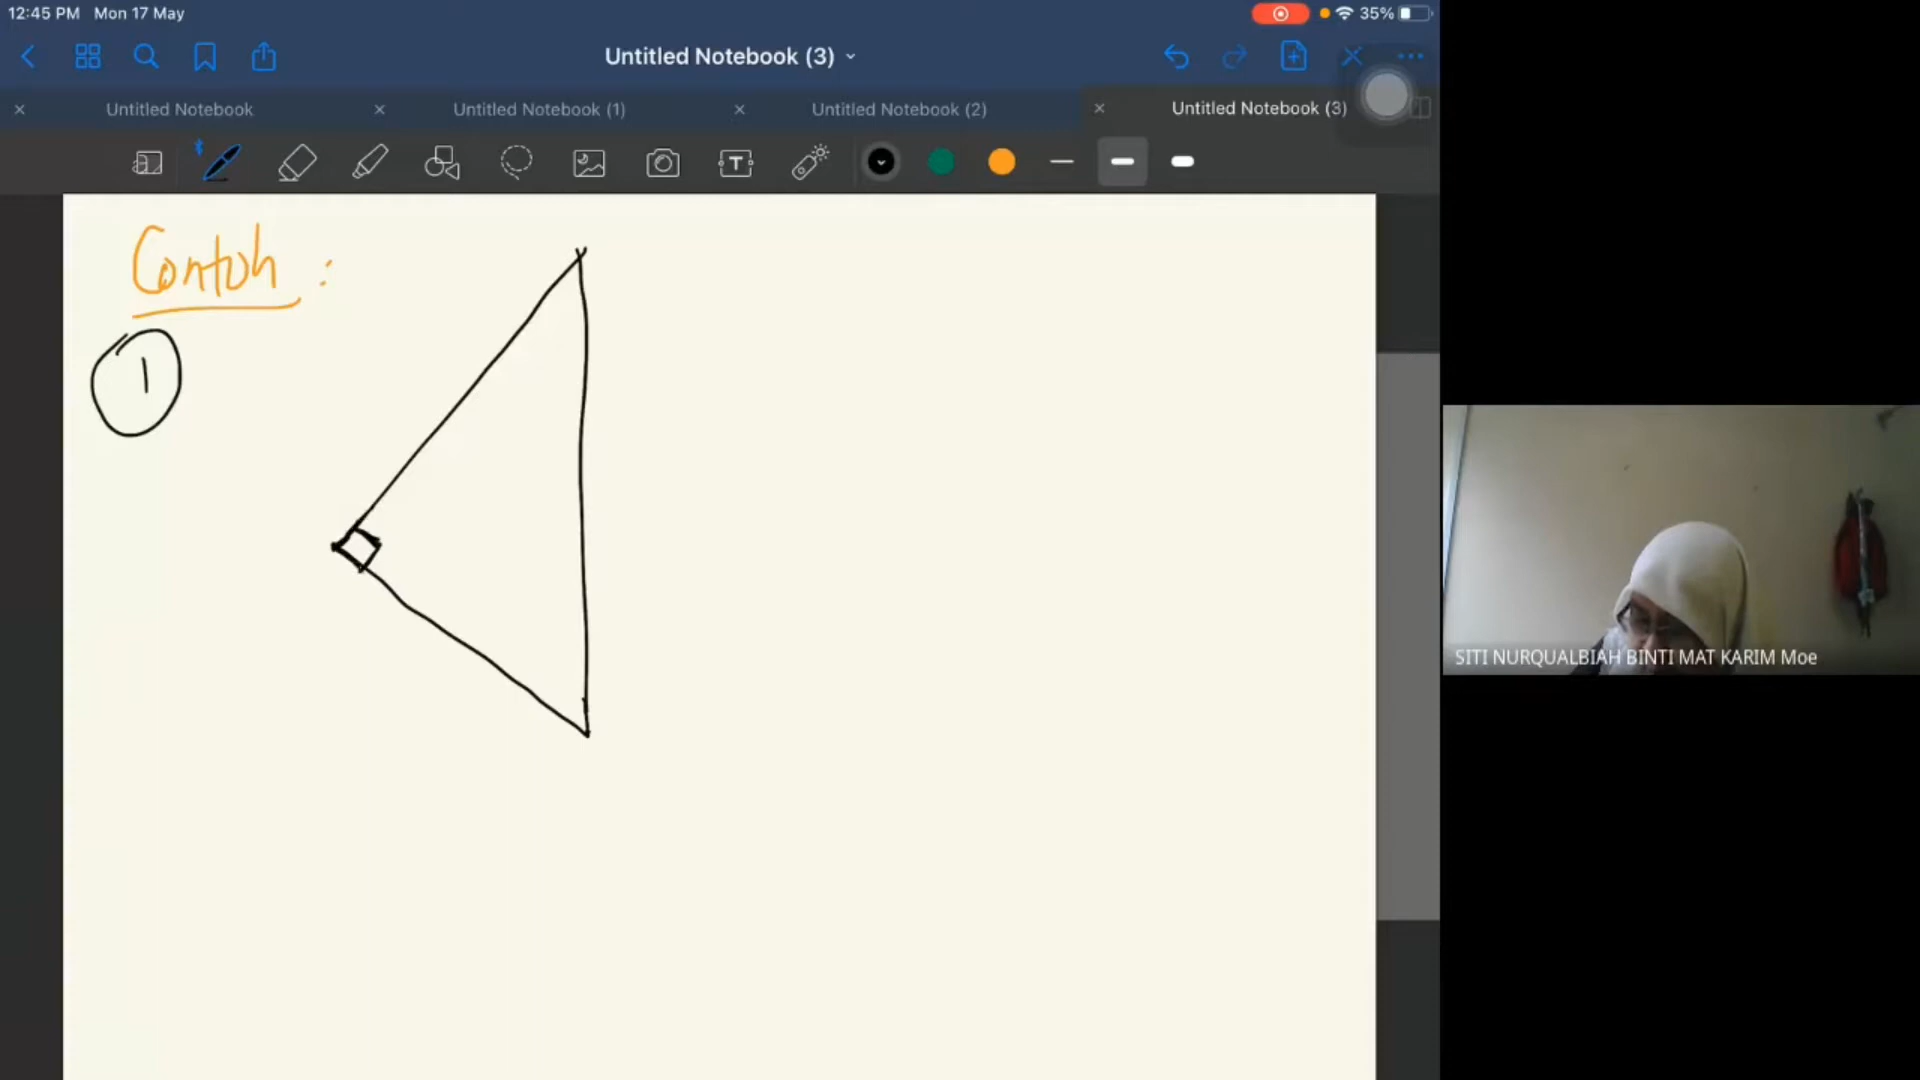 12:45 PM Mon 17 May
35%
Untitled Notebook (3)
Untitled Notebook
Untitled Notebook (1)
Untitled Notebook (2)
Untitled Notebook (3)
T
Contoh :
1
SITI NURQUALBIAH BINTI MAT KARIM Moe